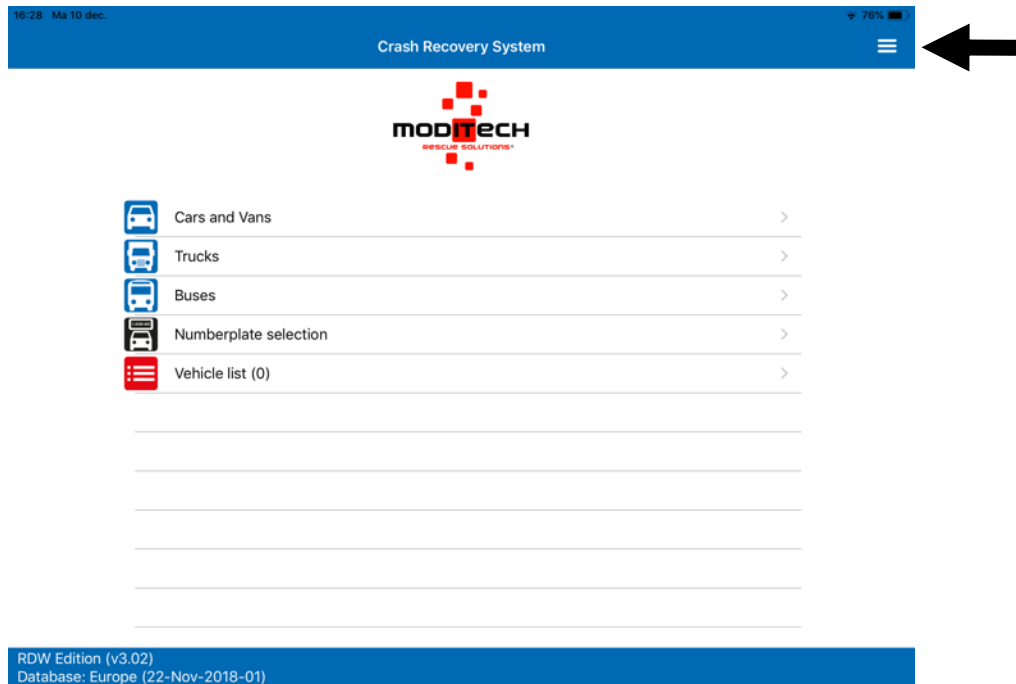 16:28 Ma 10 dec.
76%
Crash Recovery System
MODITECH
RESCUE SOLUTIONS®
Cars and Vans
Trucks
Buses
Numberplate selection
Vehicle list (0)
RDW Edition (v3.02)
Database: Europe (22-Nov-2018-01)